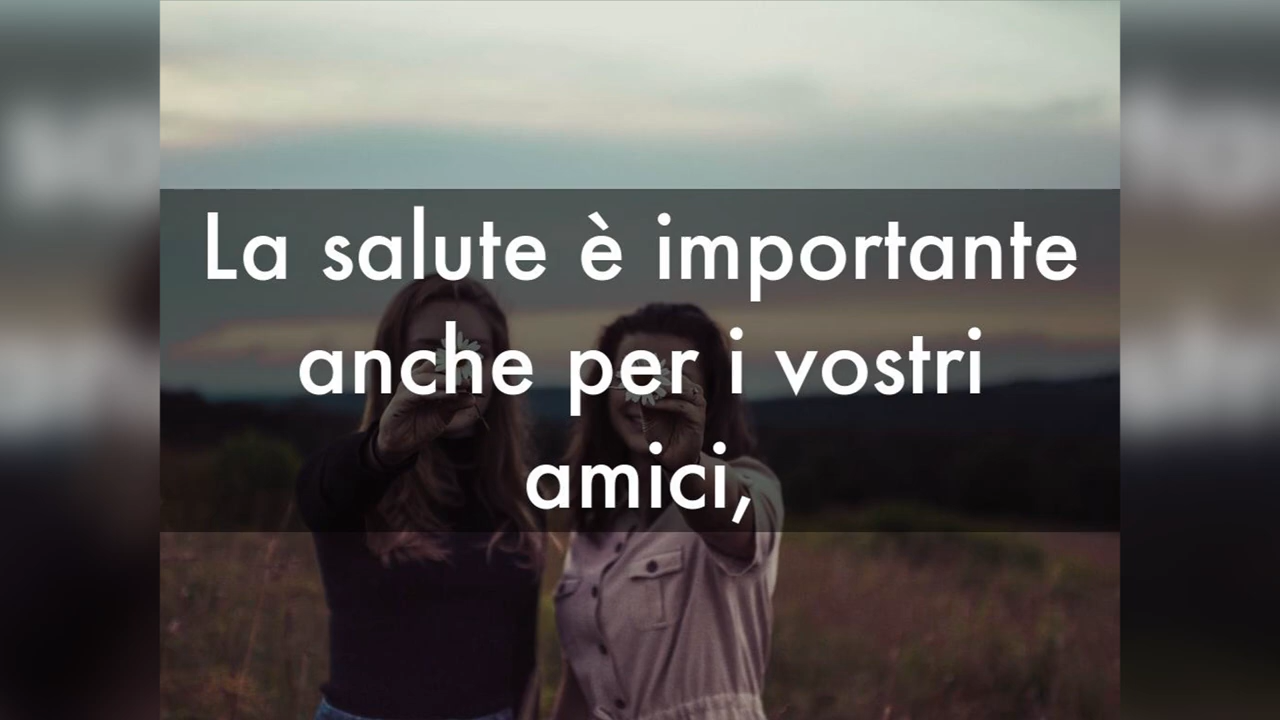 La salute è importante
anche per i vostri
amici,